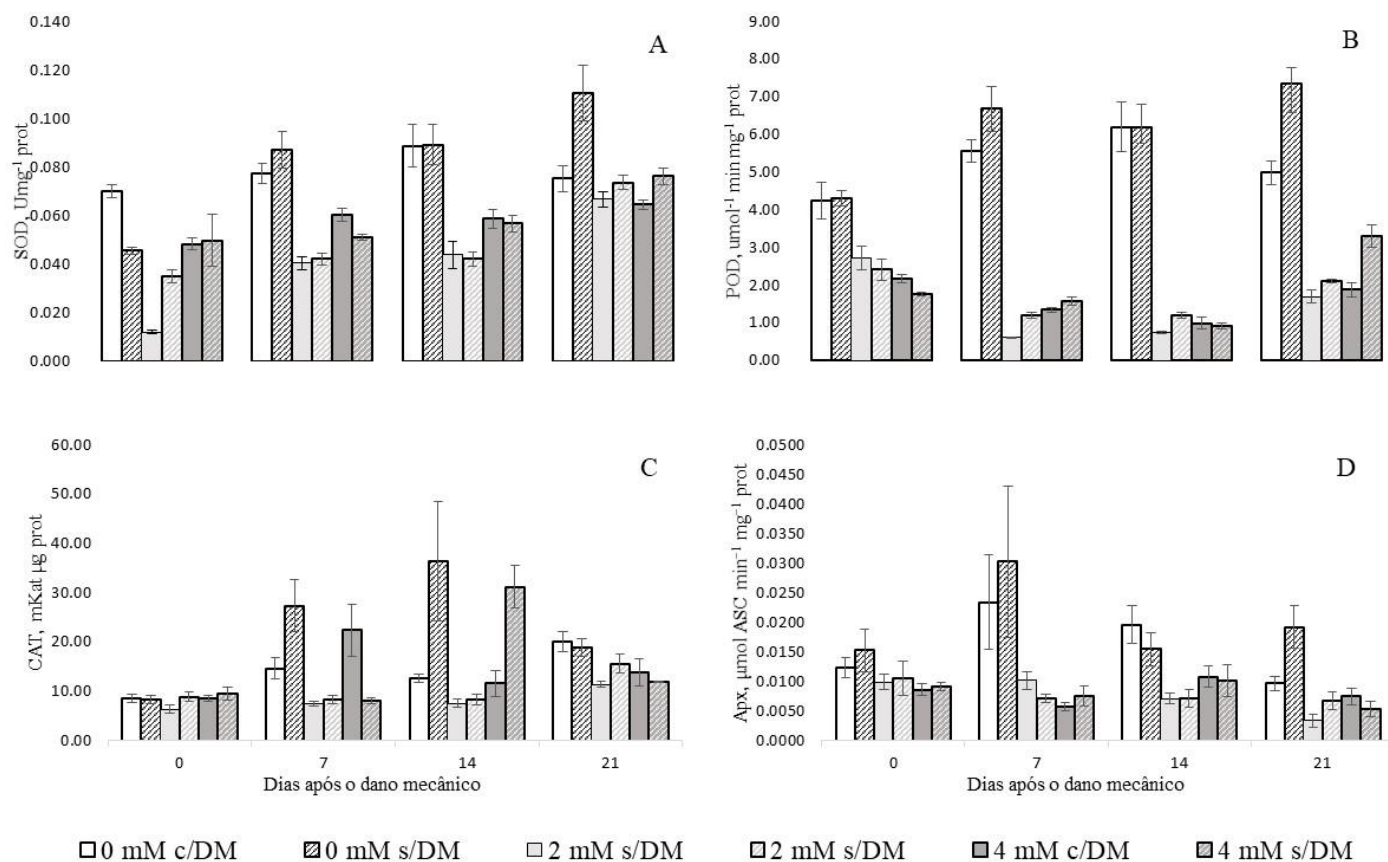 A
SOD, Umg⁻¹ prot
0.140
0.120
0.100
0.080
0.060
0.040
0.020
0.000
B
POD, umol⁻¹ min mg⁻¹ prot
9.00
8.00
7.00
6.00
5.00
4.00
3.00
2.00
1.00
0.00
C
CAT, mKat µg prot
60.00
50.00
40.00
30.00
20.00
10.00
0.00
0 7 14 21
Dias após o dano mecânico
D
Apx, µmol ASC min⁻¹ mg⁻¹ prot
0.0500
0.0450
0.0400
0.0350
0.0300
0.0250
0.0200
0.0150
0.0100
0.0050
0.0000
0 7 14 21
Dias após o dano mecânico
0 mM c/DM 0 mM s/DM 2 mM s/DM 2 mM s/DM 4 mM c/DM 4 mM s/DM